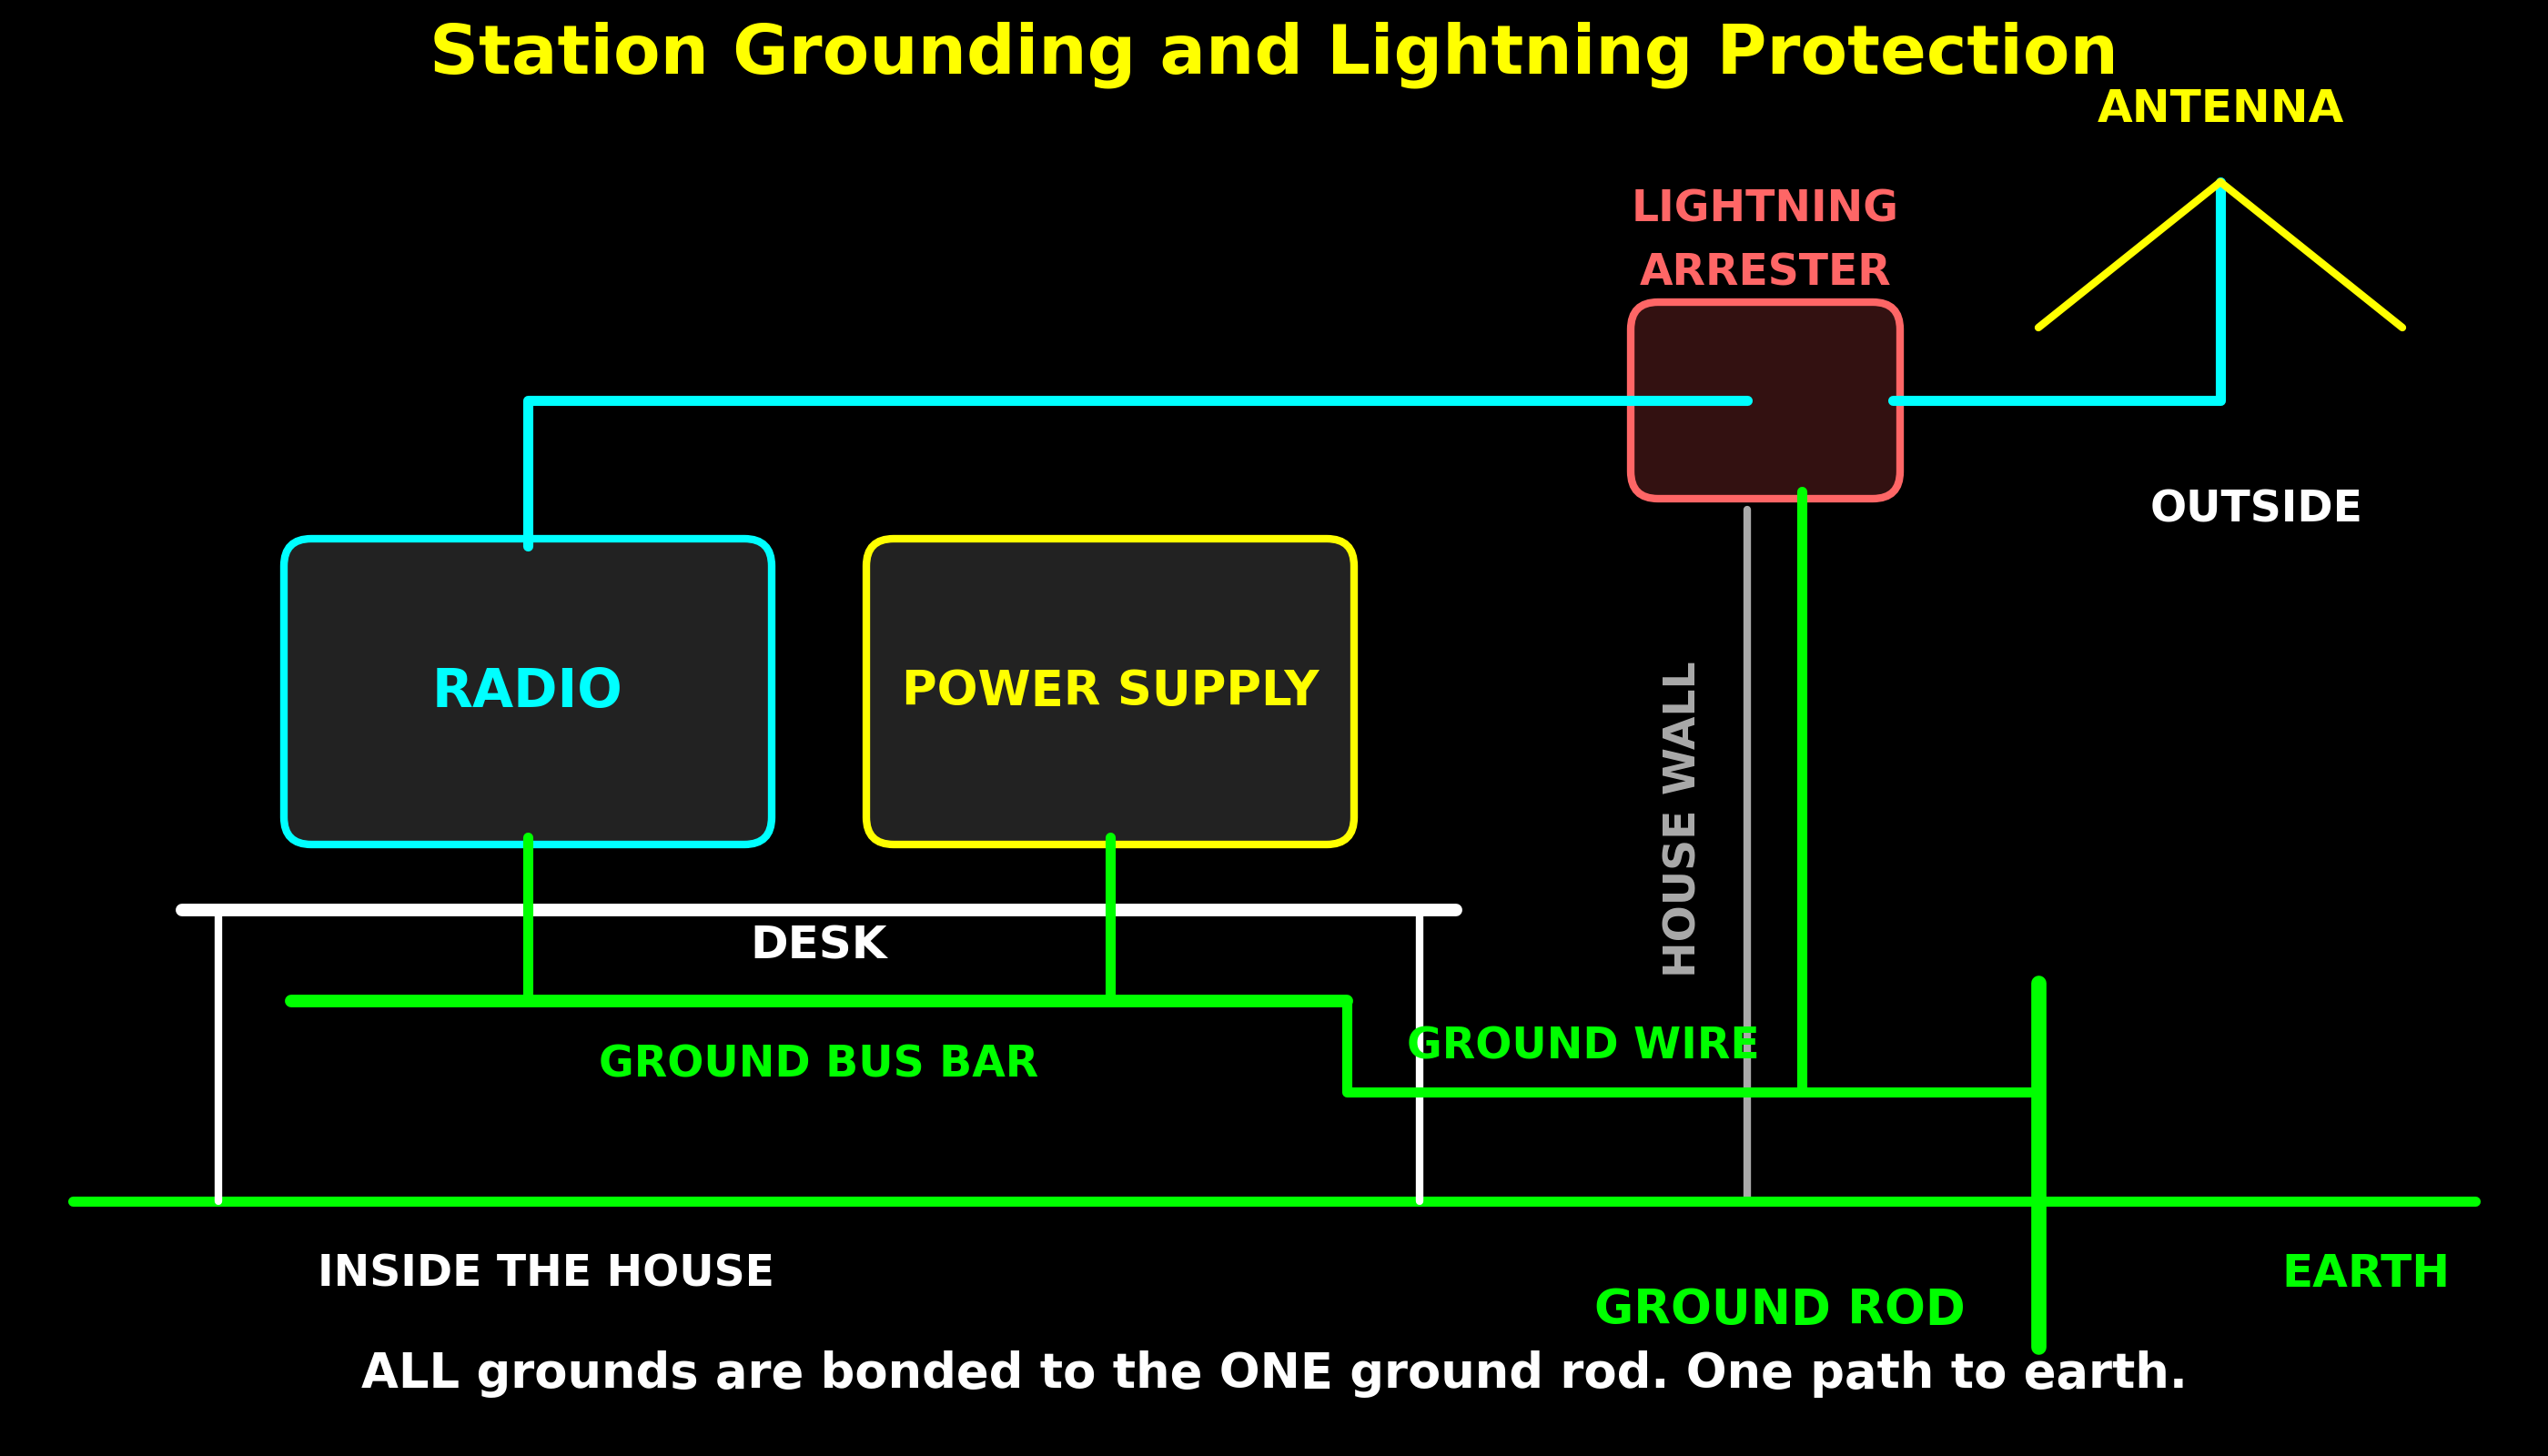 Station Grounding and Lightning Protection
ANTENNA
LIGHTNING
ARRESTER
OUTSIDE
RADIO
POWER SUPPLY
HOUSE WALL
DESK
GROUND WIRE
GROUND BUS BAR
INSIDE THE HOUSE
EARTH
GROUND ROD
ALL grounds are bonded to the ONE ground rod. One path to earth.